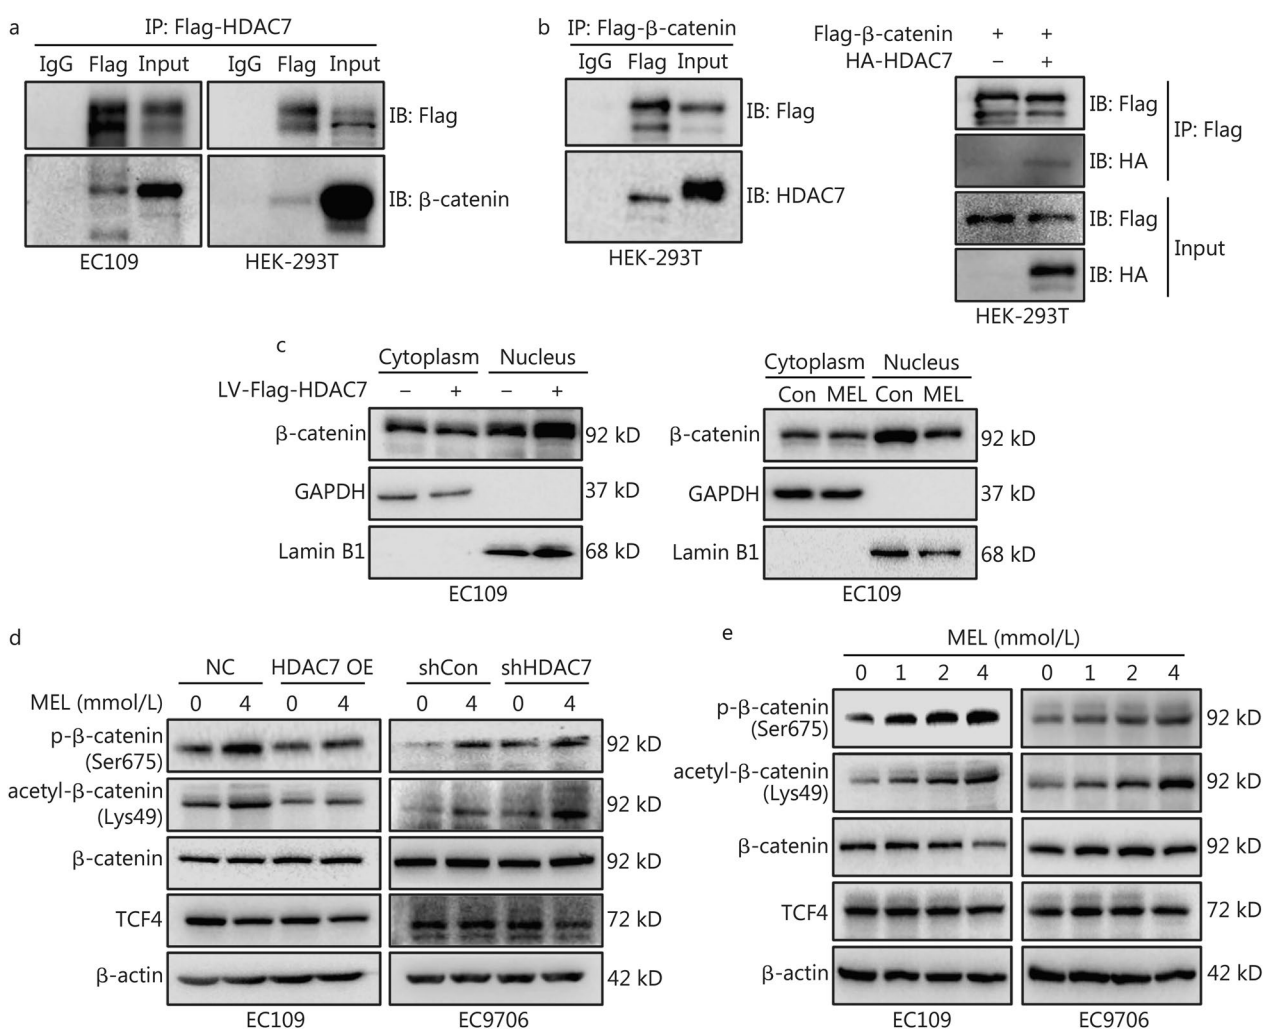 a
IP: Flag-HDAC7
IgG Flag Input IgG Flag Input
IB: Flag
IB: β-catenin
EC109 HEK-293T
b
IP: Flag-β-catenin
IgG Flag Input
IB: Flag
IB: HDAC7
HEK-293T
Flag-β-catenin + +
HA-HDAC7 − +
IB: Flag
IB: HA
IP: Flag
IB: Flag
IB: HA
Input
HEK-293T
c
Cytoplasm Nucleus
LV-Flag-HDAC7 − + − +
β-catenin 92 kD
GAPDH 37 kD
Lamin B1 68 kD
EC109
Cytoplasm Nucleus
Con MEL Con MEL
β-catenin 92 kD
GAPDH 37 kD
Lamin B1 68 kD
EC109
d
NC HDAC7 OE shCon shHDAC7
MEL (mmol/L) 0 4 0 4 0 4 0 4
p-β-catenin
(Ser675) 92 kD
acetyl-β-catenin
(Lys49) 92 kD
β-catenin 92 kD
TCF4 72 kD
β-actin 42 kD
EC109 EC9706
e
MEL (mmol/L)
0 1 2 4 0 1 2 4
p-β-catenin
(Ser675) 92 kD
acetyl-β-catenin
(Lys49) 92 kD
β-catenin 92 kD
TCF4 72 kD
β-actin 42 kD
EC109 EC9706